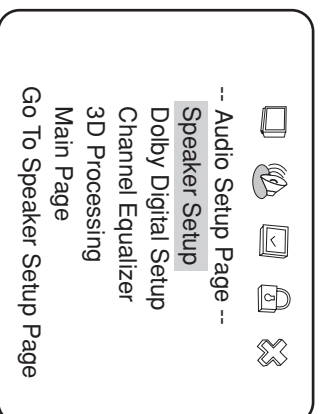 -- Audio Setup Page --
Speaker Setup
Dolby Digital Setup
Channel Equalizer
3D Processing
Main Page
Go To Speaker Setup Page